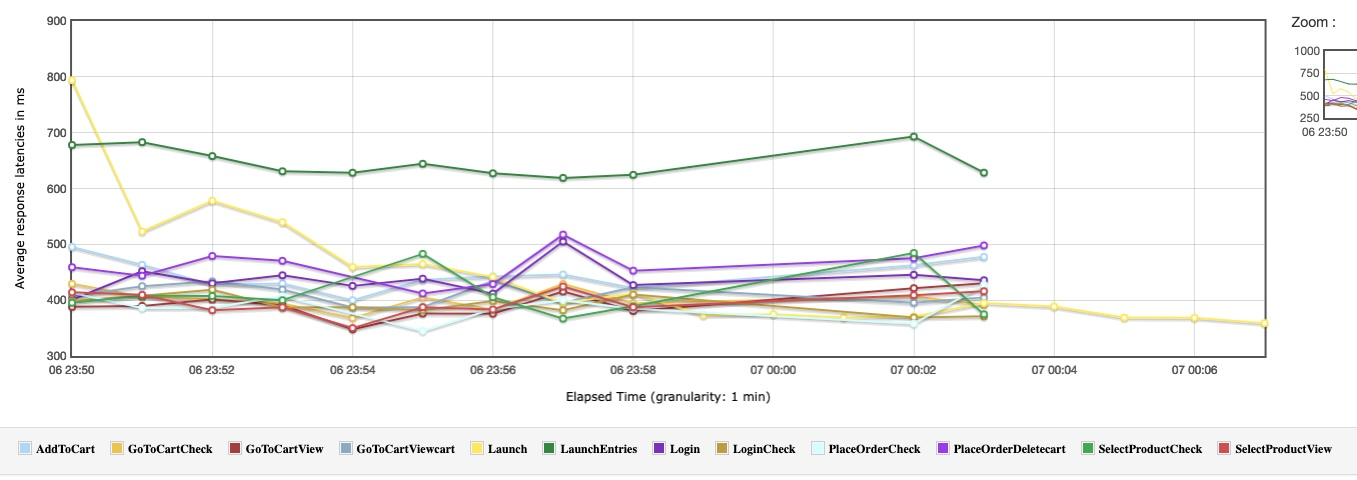 900
800
700
600
500
400
300
Average response latencies in ms
06 23:50 06 23:52 06 23:54 06 23:56 06 23:58 07 00:00 07 00:02 07 00:04 07 00:06
Elapsed Time (granularity: 1 min)
Zoom :
1000
750
500
250
06 23:50
AddToCart GoToCartCheck GoToCartView GoToCartViewcart Launch LaunchEntries Login LoginCheck PlaceOrderCheck PlaceOrderDeletecart SelectProductCheck SelectProductView